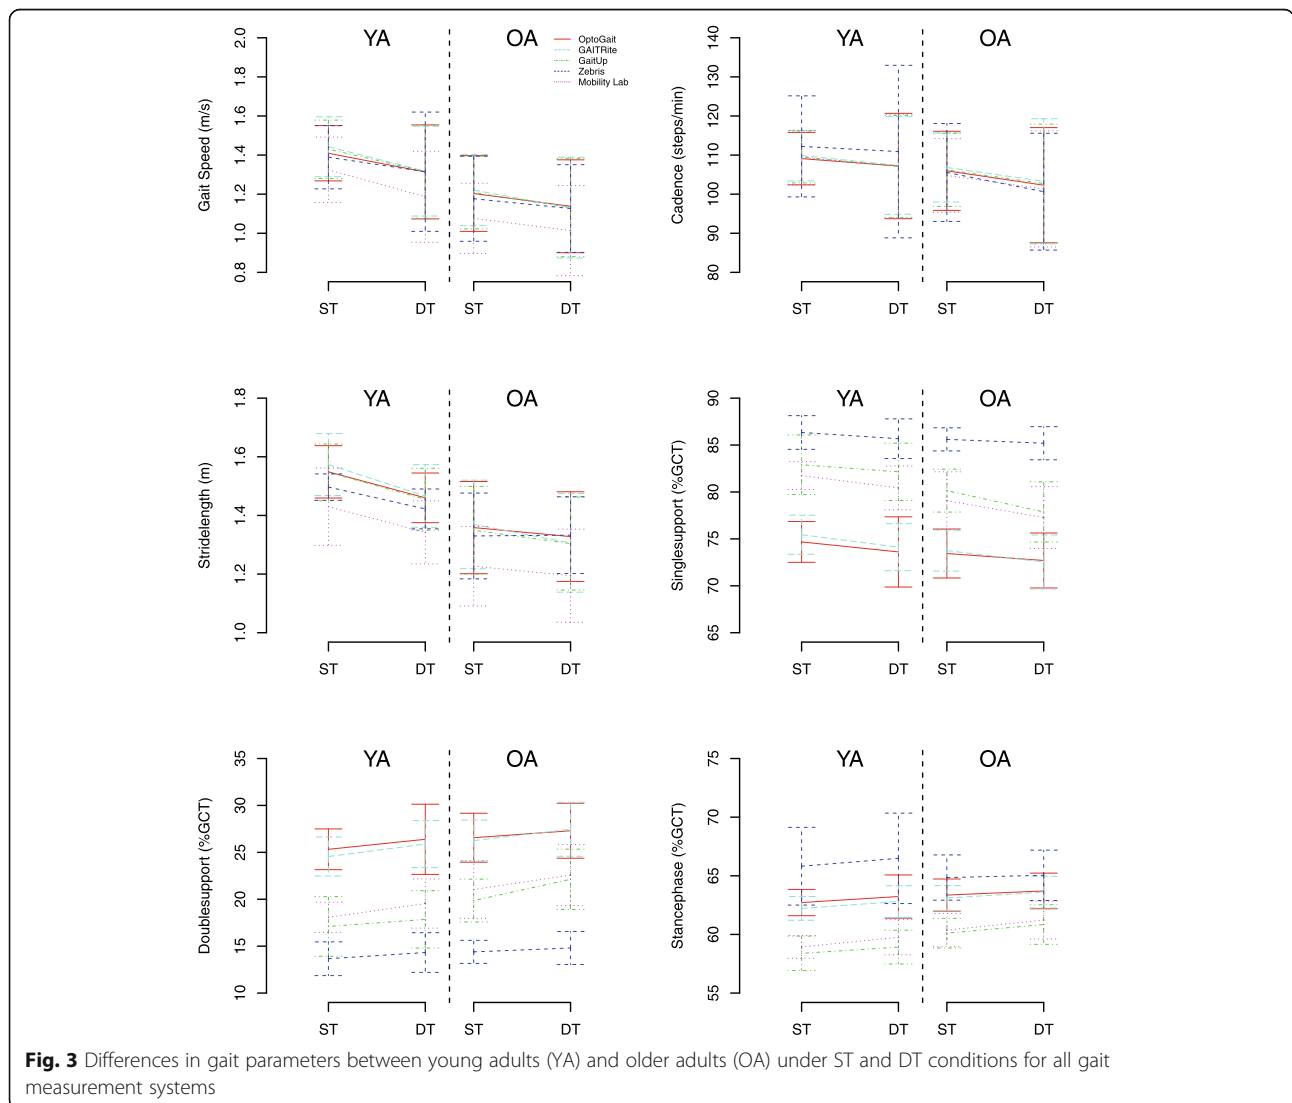 YA OA
OptoGait
GAITRite
GaitUp
Zebris
Mobility Lab
Gait Speed (m/s)
2.0
1.8
1.6
1.4
1.2
1.0
0.8
ST DT ST DT
YA OA
Cadence (steps/min)
140
130
120
110
100
90
80
ST DT ST DT
YA OA
Stridelength (m)
1.8
1.6
1.4
1.2
1.0
ST DT ST DT
YA OA
Singlesupport (%GCT)
90
85
80
75
70
65
ST DT ST DT
YA OA
Doublesupport (%GCT)
35
30
25
20
15
10
ST DT ST DT
YA OA
Stancephase (%GCT)
75
70
65
60
55
ST DT ST DT
Fig. 3 Differences in gait parameters between young adults (YA) and older adults (OA) under ST and DT conditions for all gait
measurement systems